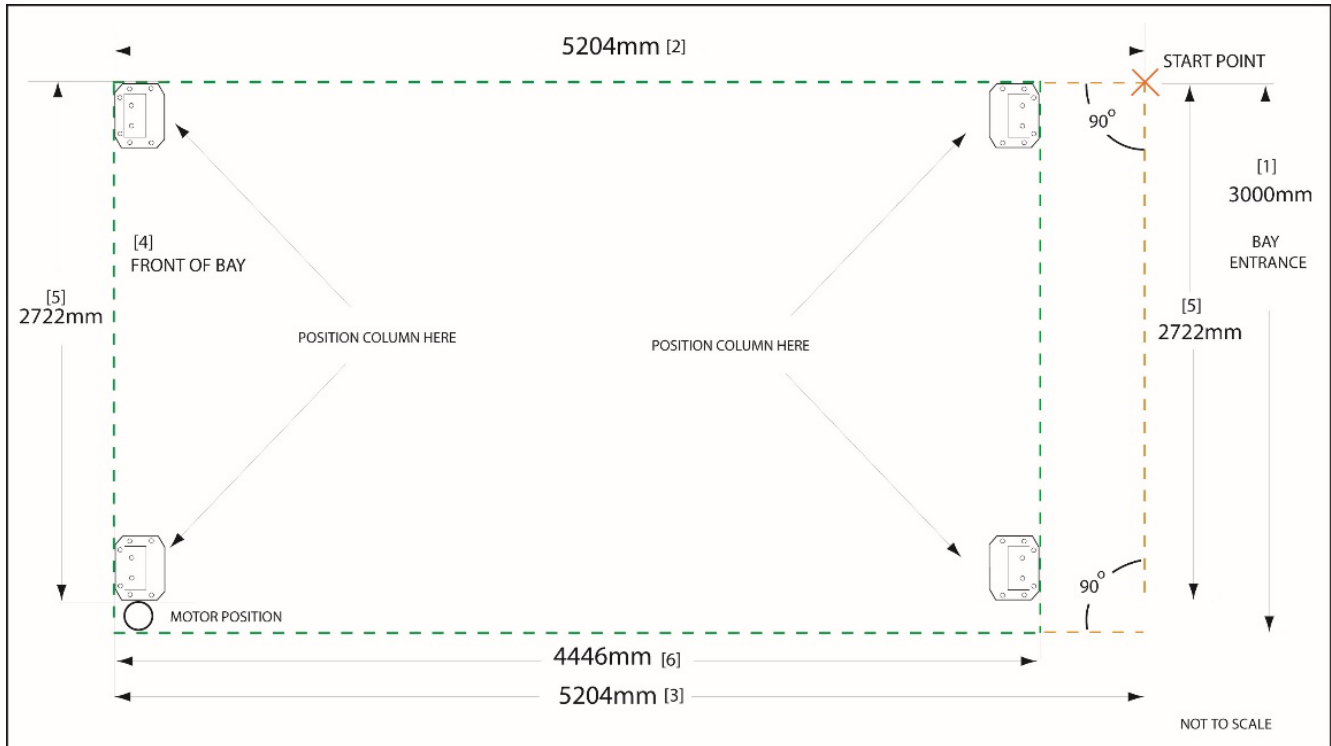 5204mm [2]
START POINT
90°
[1]
3000mm
BAY
ENTRANCE
[4]
FRONT OF BAY
[5]
2722mm
[5]
2722mm
POSITION COLUMN HERE
POSITION COLUMN HERE
90°
MOTOR POSITION
4446mm [6]
5204mm [3]
NOT TO SCALE